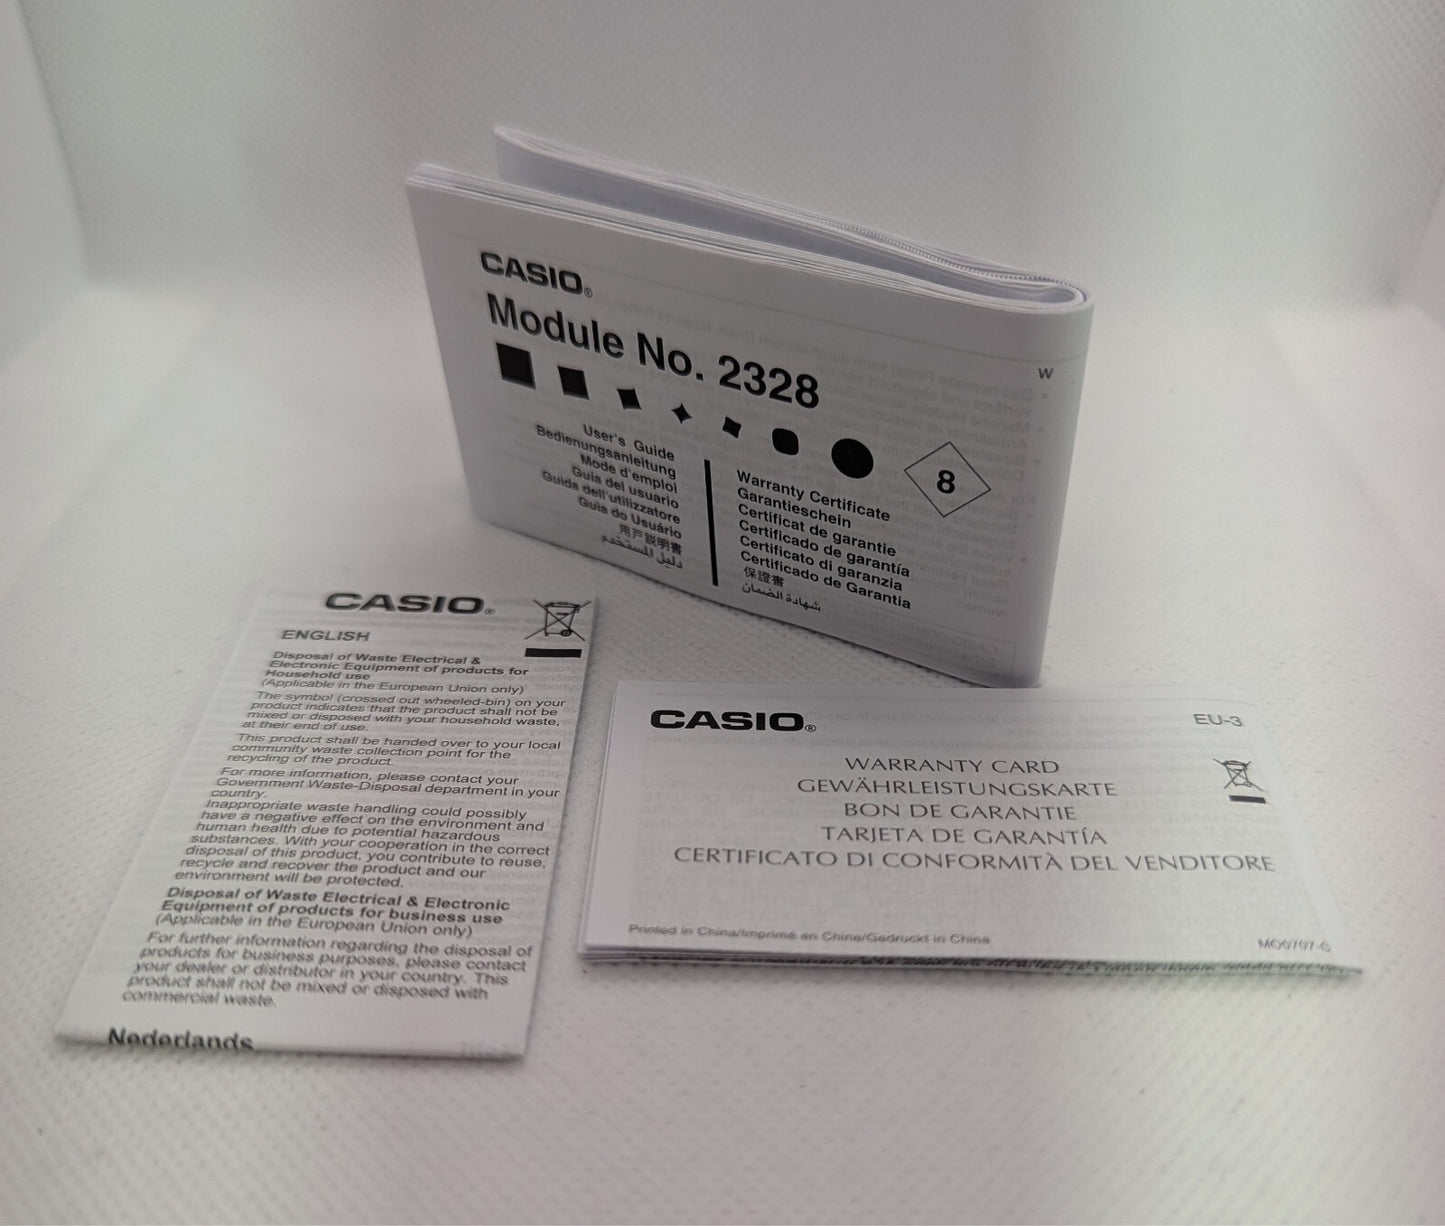 CASIO®
Module No. 2328
W
User's Guide
Bedienungsanleitung
Mode d'emploi
Guía del usuario
Guida dell'utilizzatore
Guia do Usuário
用戶説明書
دليل المستخدم
Warranty Certificate
Garantieschein
Certificat de garantie
Certificado de garantía
Certificato di garanzia
Certificado de Garantia
保證書
شهادة الضمان
8
CASIO®
ENGLISH
Disposal of Waste Electrical &
Electronic Equipment of products for
Household use
(Applicable in the European Union only)
The symbol (crossed out wheeled-bin) on your
product indicates that the product shall not be
mixed or disposed with your household waste,
at their end of use.
This product shall be handed over to your local
community waste collection point for the
recycling of the product.
For more information, please contact your
Government Waste-Disposal department in your
country.
Inappropriate waste handling could possibly
have a negative effect on the environment and
human health due to potential hazardous
substances. With your cooperation in the correct
disposal of this product, you contribute to reuse,
recycle and recover the product and our
environment will be protected.
Disposal of Waste Electrical & Electronic
Equipment of products for business use
(Applicable in the European Union only)
For further information regarding the disposal of
products for business purposes, please contact
your dealer or distributor in your country. This
product shall not be mixed or disposed with
commercial waste.
Nederlands
CASIO®
EU-3
WARRANTY CARD
GEWÄHRLEISTUNGSKARTE
BON DE GARANTIE
TARJETA DE GARANTÍA
CERTIFICATO DI CONFORMITÀ DEL VENDITORE
Printed in China/Imprimé en Chine/Gedruckt in China
MO0707-C